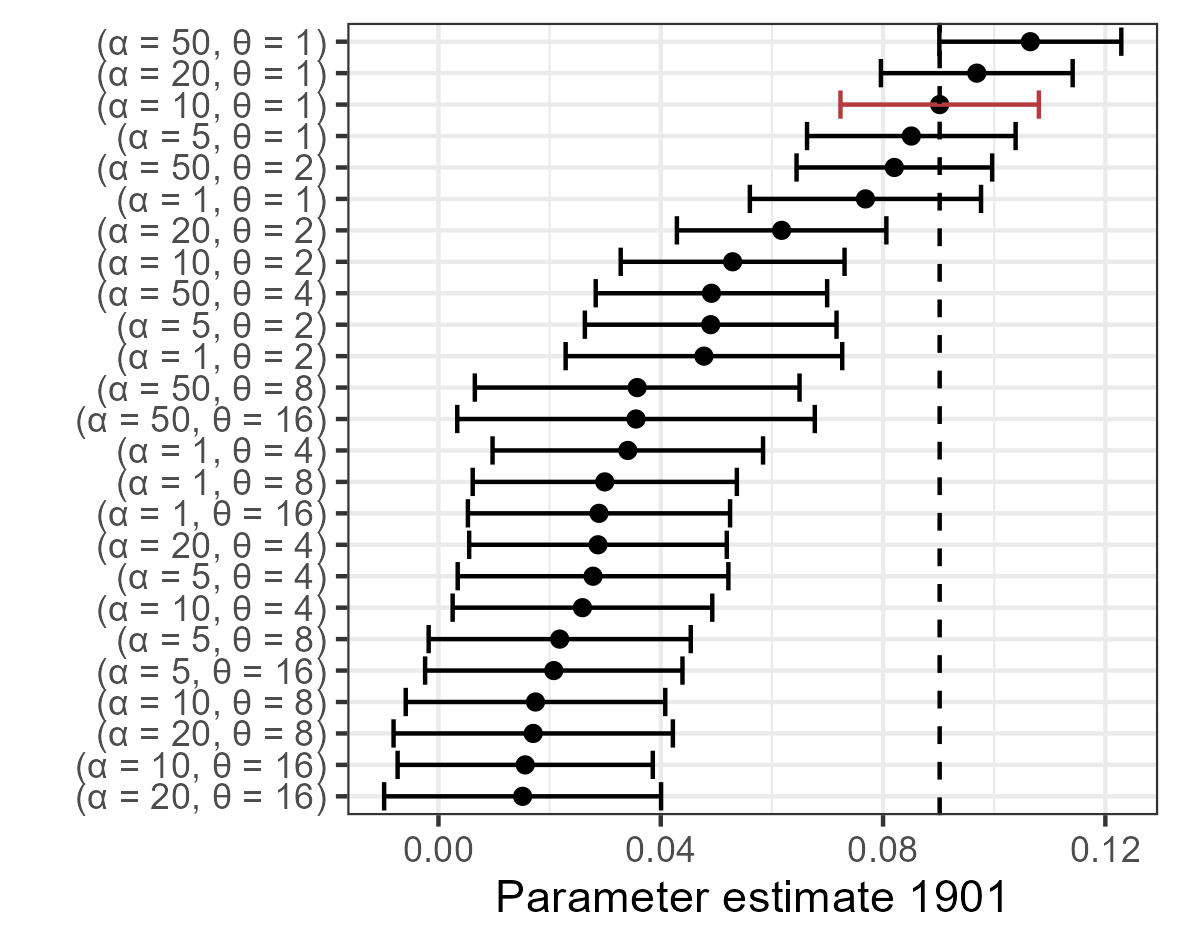 (α = 50, θ = 1)
(α = 20, θ = 1)
(α = 10, θ = 1)
(α = 5, θ = 1)
(α = 50, θ = 2)
(α = 1, θ = 1)
(α = 20, θ = 2)
(α = 10, θ = 2)
(α = 50, θ = 4)
(α = 5, θ = 2)
(α = 1, θ = 2)
(α = 50, θ = 8)
(α = 50, θ = 16)
(α = 1, θ = 4)
(α = 1, θ = 8)
(α = 1, θ = 16)
(α = 20, θ = 4)
(α = 5, θ = 4)
(α = 10, θ = 4)
(α = 5, θ = 8)
(α = 5, θ = 16)
(α = 10, θ = 8)
(α = 20, θ = 8)
(α = 10, θ = 16)
(α = 20, θ = 16)
0.00 0.04 0.08 0.12
Parameter estimate 1901